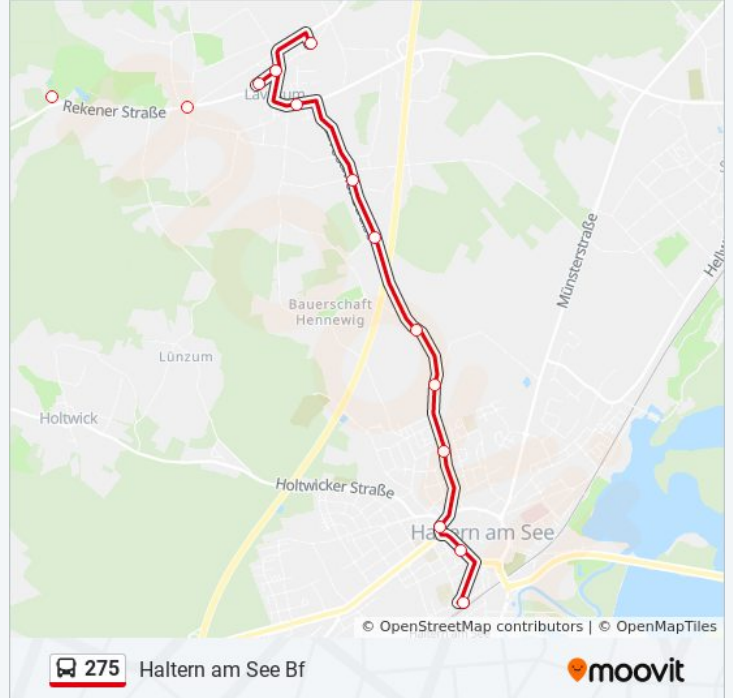 Rekener Straße
Münsterstraße
Bauerschaft
Hennewig
Lünzum
Holtwick
Holtwicker Straße
Haltern am See
© OpenStreetMap contributors | © OpenMapTiles
275 Haltern am See Bf
moovit